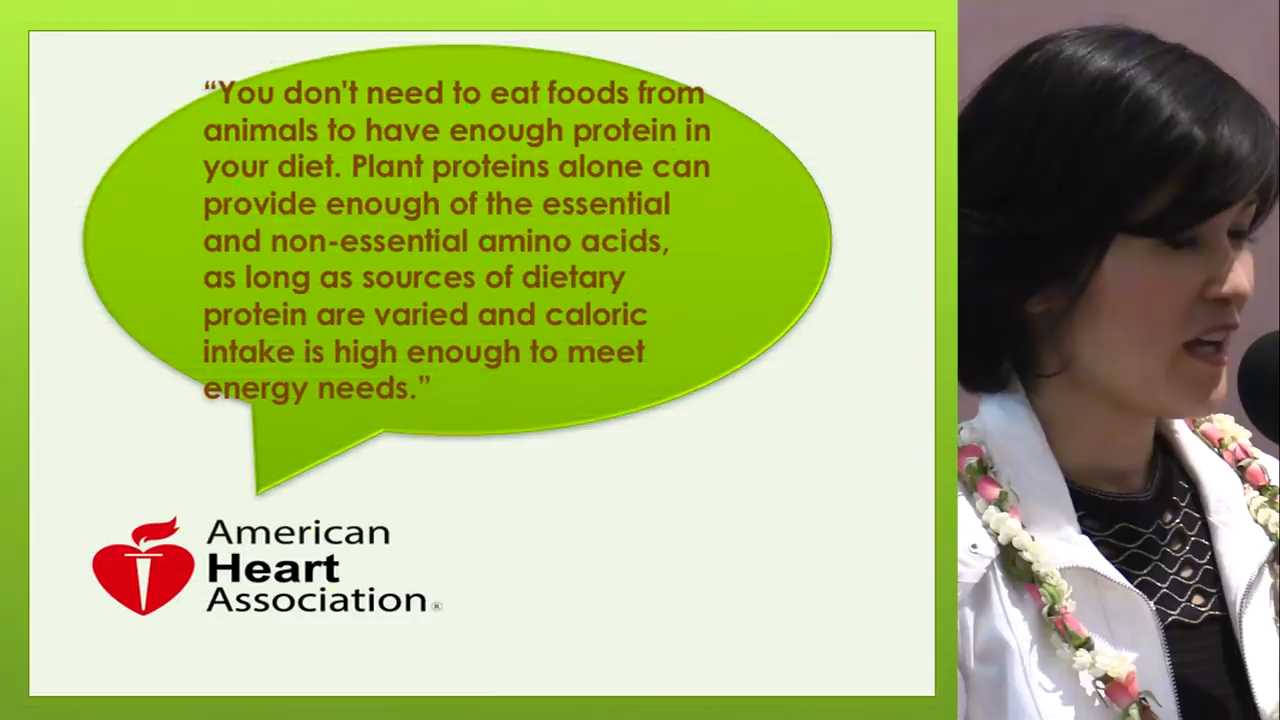 “You don't need to eat foods from
animals to have enough protein in
your diet. Plant proteins alone can
provide enough of the essential
and non-essential amino acids,
as long as sources of dietary
protein are varied and caloric
intake is high enough to meet
energy needs.”
American
Heart
Association®